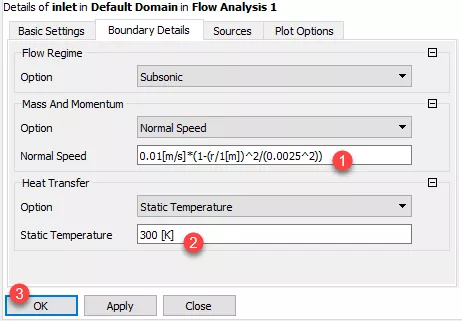 Details of inlet in Default Domain in Flow Analysis 1
Basic Settings Boundary Details Sources Plot Options
Flow Regime
Option Subsonic
Mass And Momentum
Option Normal Speed
Normal Speed 0.01[m/s]*(1-(r/1[m])^2/(0.0025^2)) 1
Heat Transfer
Option Static Temperature
Static Temperature 300 [K] 2
3
OK Apply Close